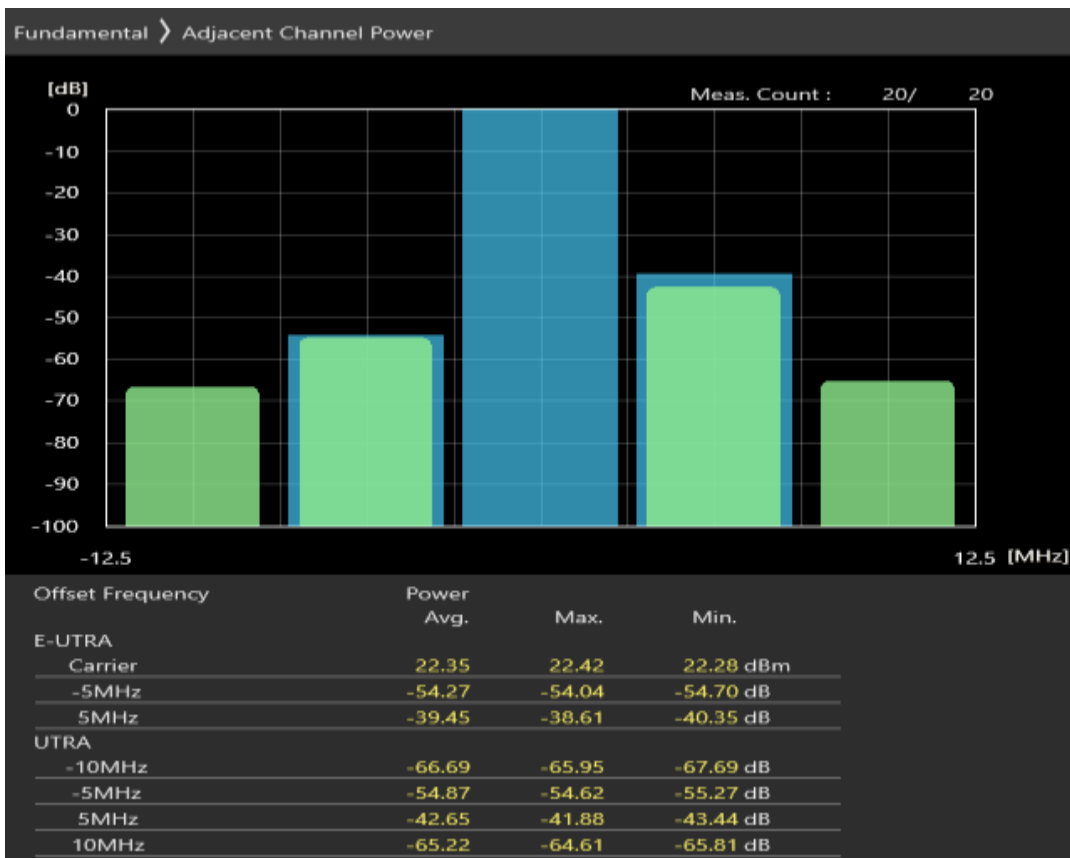 Fundamental ❯ Adjacent Channel Power
[dB]
Meas. Count : 20/ 20
0
-10
-20
-30
-40
-50
-60
-70
-80
-90
-100
-12.5 12.5 [MHz]
Offset Frequency Power
Avg. Max. Min.
E-UTRA
Carrier 22.35 22.42 22.28 dBm
-5MHz -54.27 -54.04 -54.70 dB
5MHz -39.45 -38.61 -40.35 dB
UTRA
-10MHz -66.69 -65.95 -67.69 dB
-5MHz -54.87 -54.62 -55.27 dB
5MHz -42.65 -41.88 -43.44 dB
10MHz -65.22 -64.61 -65.81 dB